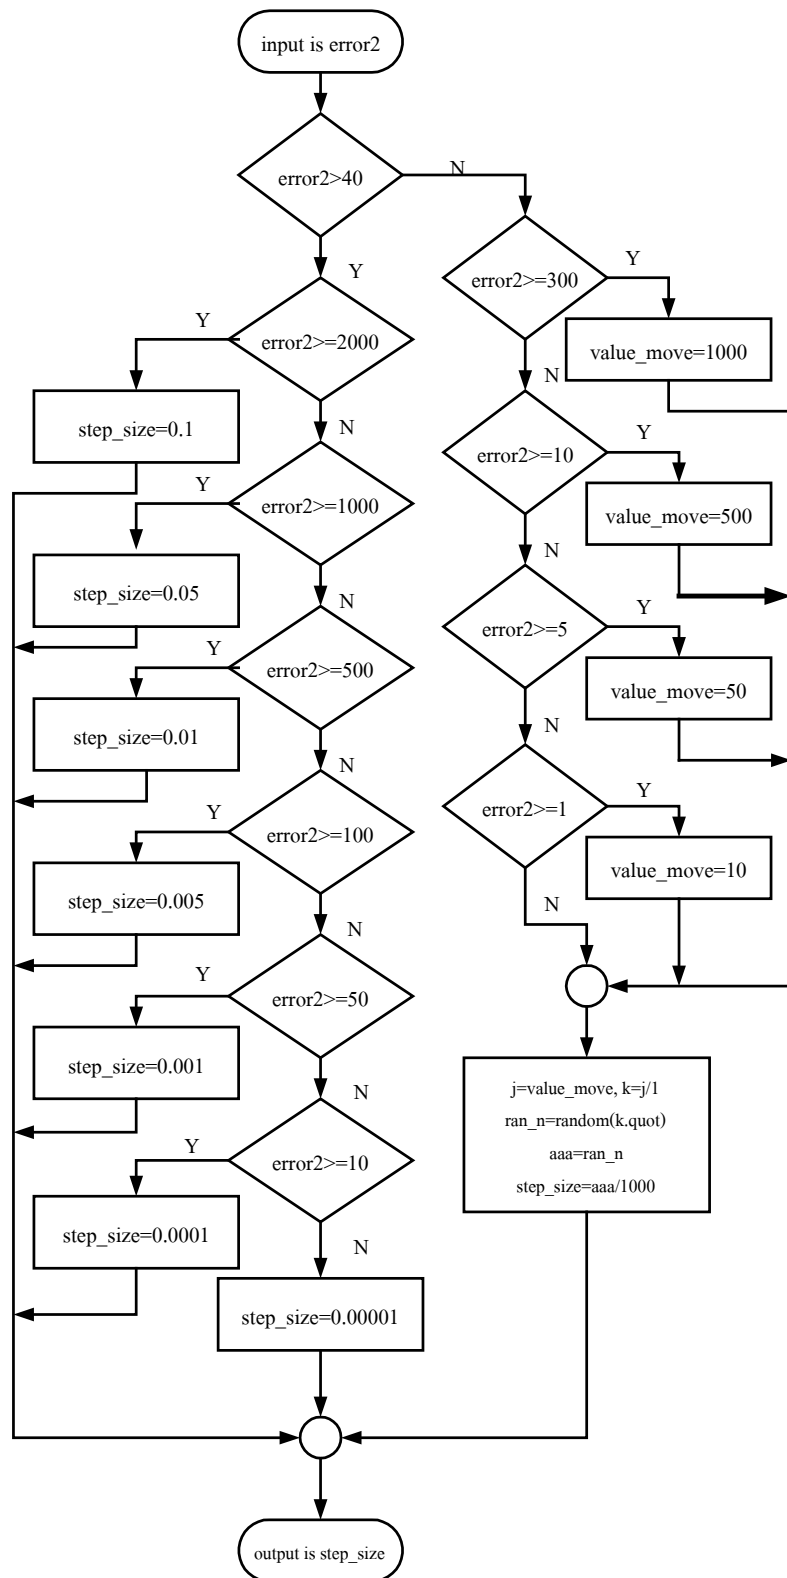 input is error2
error2>40
N
Y
error2>=300
Y
value_move=1000
N
error2>=2000
Y
step_size=0.1
N
error2>=10
Y
value_move=500
N
error2>=1000
Y
step_size=0.05
N
error2>=5
Y
value_move=50
N
error2>=500
Y
step_size=0.01
N
error2>=1
Y
value_move=10
N
error2>=100
Y
step_size=0.005
N
error2>=50
Y
step_size=0.001
N
j=value_move, k=j/1
ran_n=random(k.quot)
aaa=ran_n
step_size=aaa/1000
error2>=10
Y
step_size=0.0001
N
step_size=0.00001
output is step_size